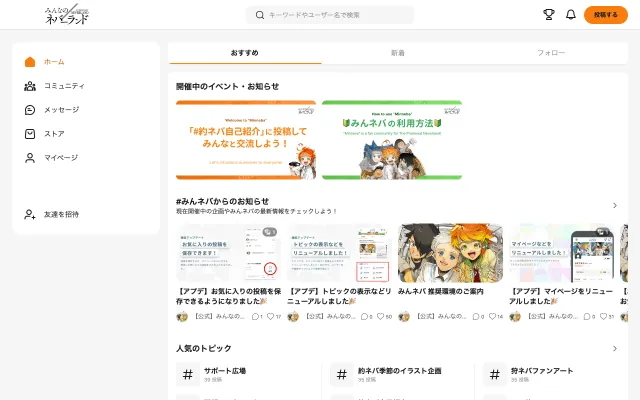 みんなの
ネバーランド
キーワードやユーザー名で検索
投稿する
ホーム
コミュニティ
メッセージ
ストア
マイページ
友達を招待
おすすめ
新着
フォロー
開催中のイベント・お知らせ
Welcome to "Minneba"
「#約ネバ自己紹介」に投稿して
みんなと交流しよう！
How to use "Minneba"
みんネバの利用方法
"Minneba" is a fan community for The Promised Neverland
#みんネバからのお知らせ
現在開催中の企画やみんネバの最新情報をチェックしよう！
お気に入りの投稿を
保存できます！
トピックの表示などを
リニューアルしました
マイページなどを
リニューアルしました
【アプデ】お気に入りの投稿を保
存できるようになりました🎉
【公式】みんなの... 1 17
【アプデ】トピックの表示などリ
ニューアルしました🎉
【公式】みんなの... 0 50
みんネバ 推奨環境のご案内
【公式】みんなの... 0 14
【アプデ】マイページをリニュー
アルしました🎉
【公式】みんなの... 0 31
人気のトピック
# サポート広場
# 約ネバ季節のイラスト企画
# 狩ネバファンアート